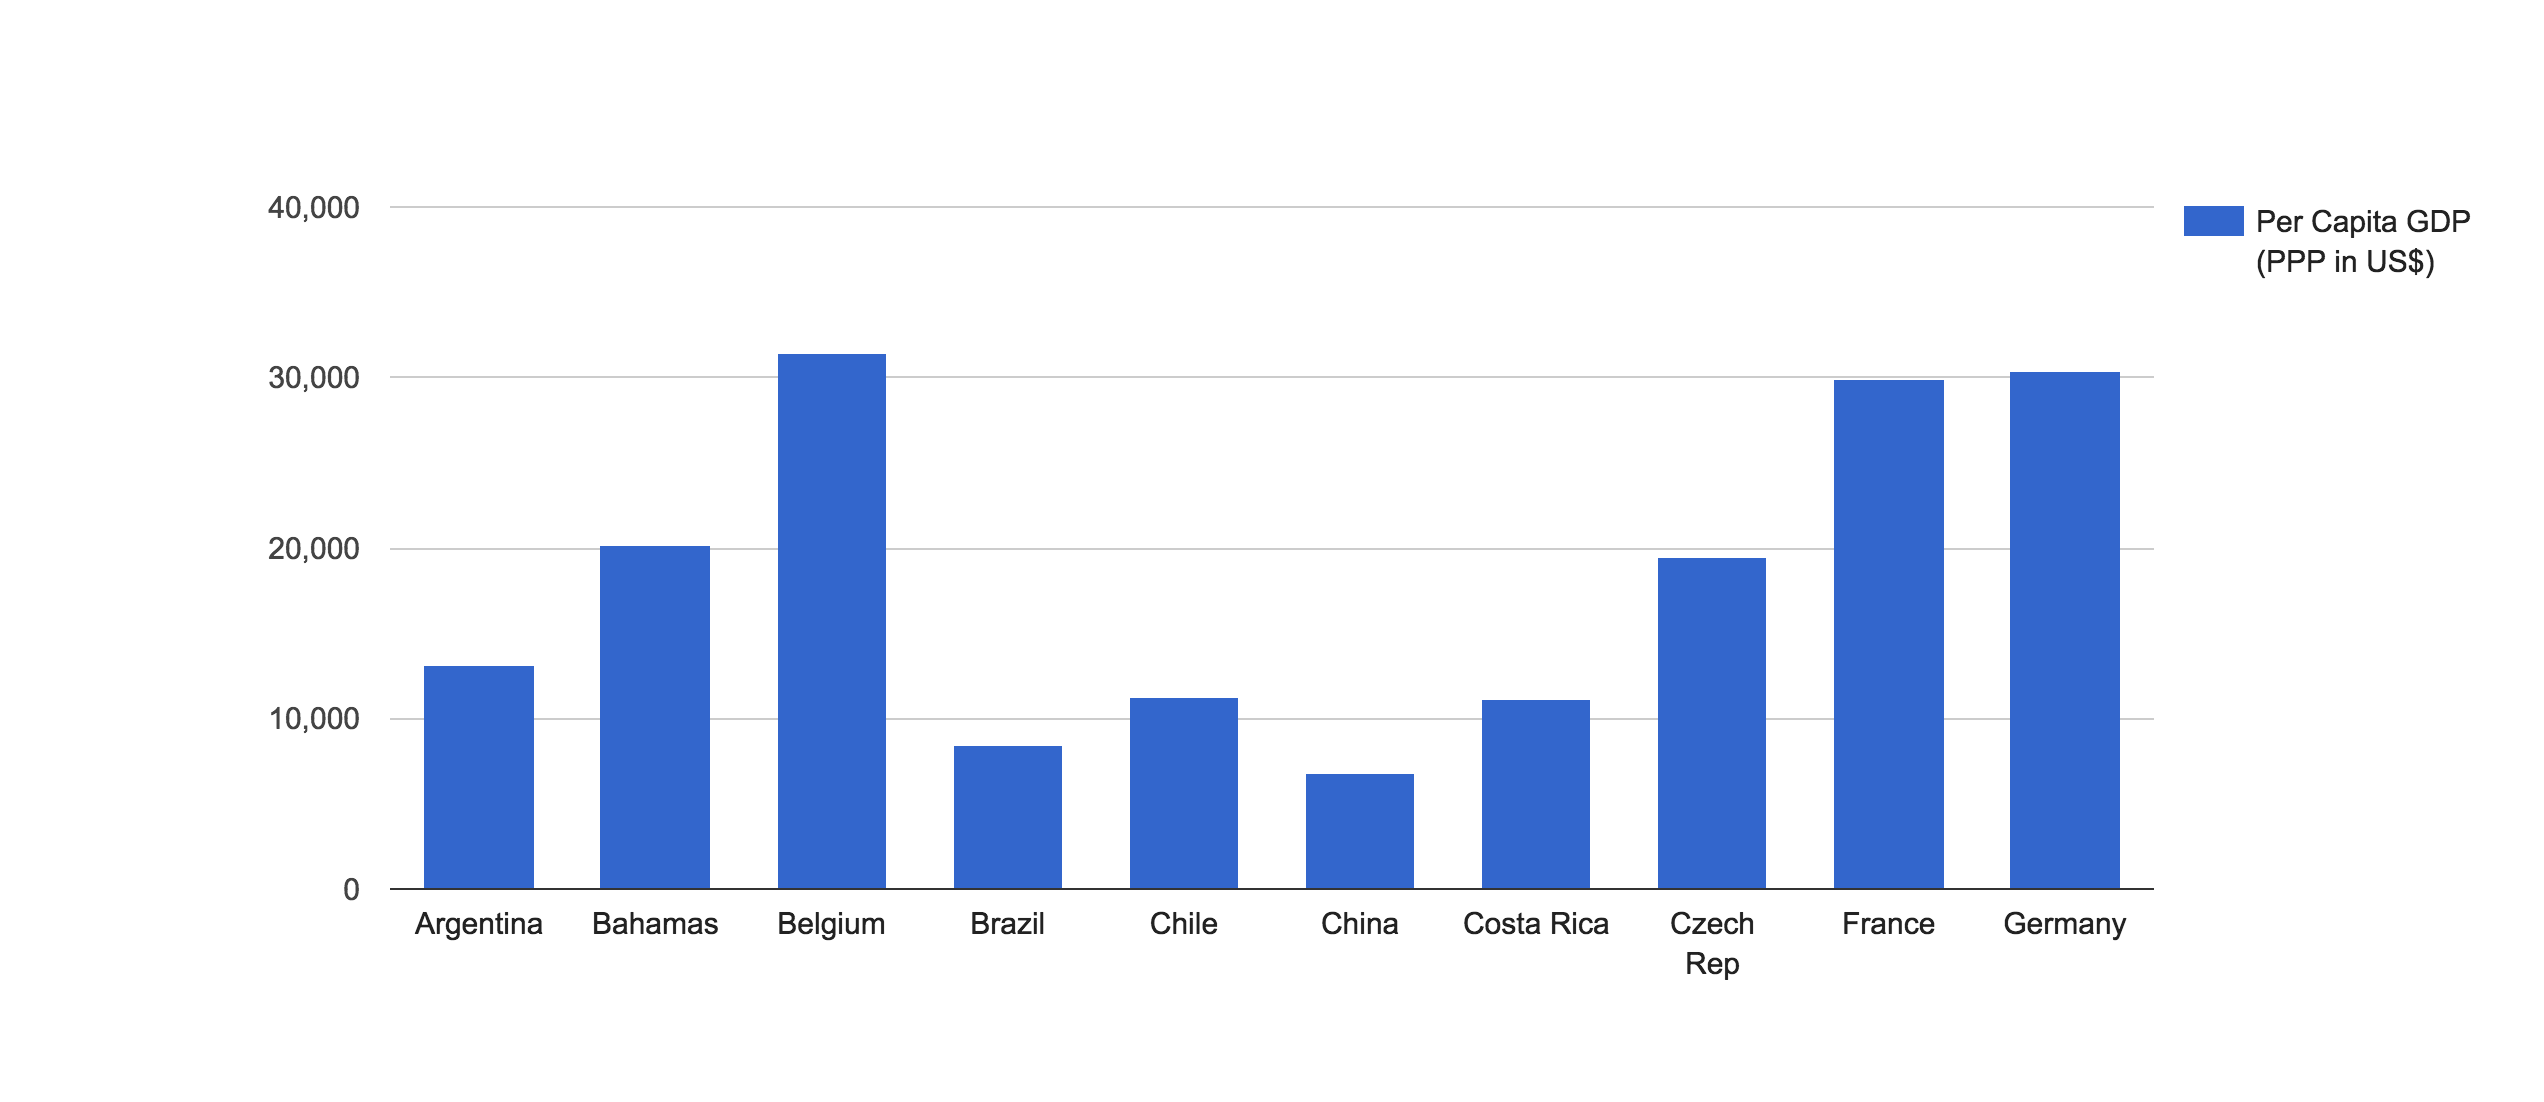 40,000
30,000
20,000
10,000
0
Per Capita GDP
(PPP in US$)
Argentina
Bahamas
Belgium
Brazil
Chile
China
Costa Rica
Czech
Rep
France
Germany